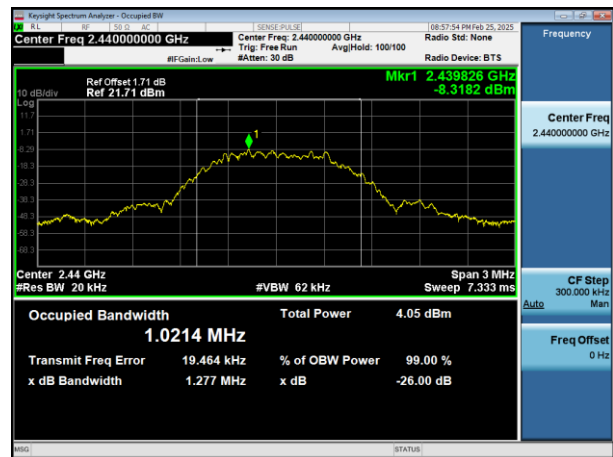 Keysight Spectrum Analyzer - Occupied BW
RL RF 50 Ω AC SENSE:PULSE 08:57:54 PM Feb 25, 2025
Center Freq 2.440000000 GHz Center Freq: 2.440000000 GHz Radio Std: None
Trig: Free Run Avg|Hold: 100/100
#IFGain:Low #Atten: 30 dB Radio Device: BTS
Ref Offset 1.71 dB Mkr1 2.439826 GHz
10 dB/div Ref 21.71 dBm -8.3182 dBm
Log
11.7
1.71
-8.29
-18.3
-28.3
-38.3
-48.3
-58.3
-68.3
1
Center 2.44 GHz Span 3 MHz
#Res BW 20 kHz #VBW 62 kHz Sweep 7.333 ms
Occupied Bandwidth Total Power 4.05 dBm
1.0214 MHz
Transmit Freq Error 19.464 kHz % of OBW Power 99.00 %
x dB Bandwidth 1.277 MHz x dB -26.00 dB
MSG STATUS
Frequency
Center Freq
2.440000000 GHz
CF Step
300.000 kHz
Auto Man
Freq Offset
0 Hz